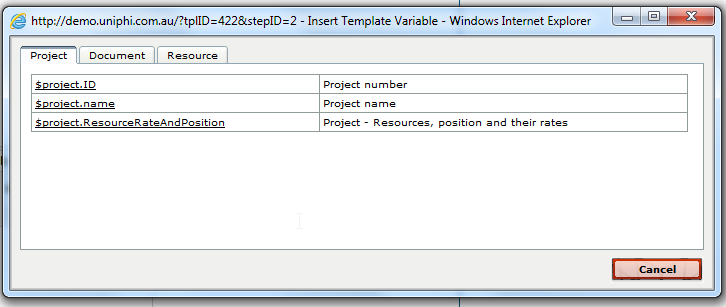 http://demo.uniphi.com.au/?tplID=422&stepID=2 - Insert Template Variable - Windows Internet Explorer
Project Document Resource
$project.ID Project number
$project.name Project name
$project.ResourceRateAndPosition Project - Resources, position and their rates
Cancel